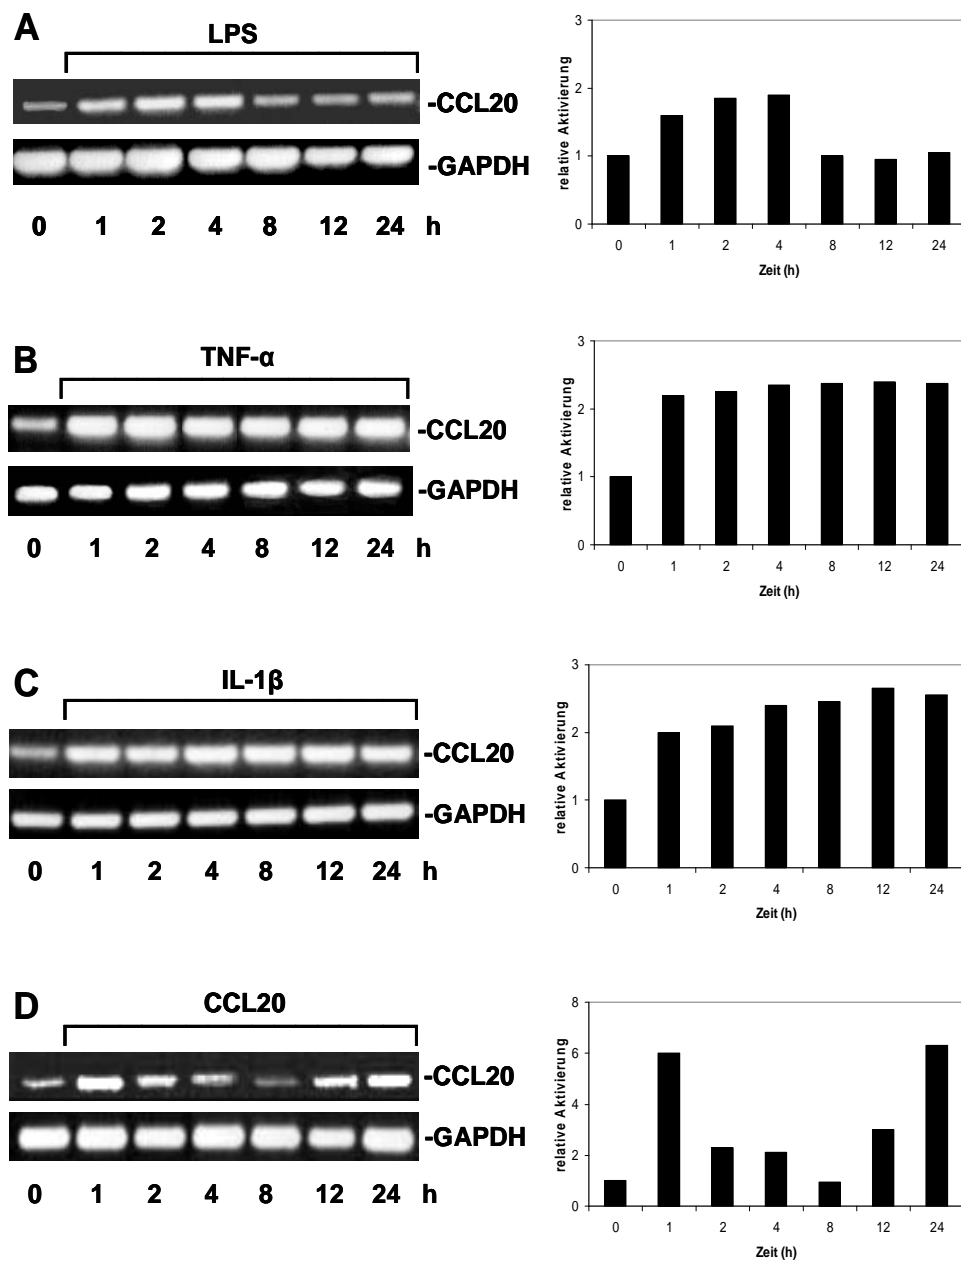 A
LPS
-CCL20
-GAPDH
0 1 2 4 8 12 24 h
relative Aktivierung
3
2
1
0
0 1 2 4 8 12 24
Zeit (h)
B
TNF-α
-CCL20
-GAPDH
0 1 2 4 8 12 24 h
relative Aktivierung
3
2
1
0
0 1 2 4 8 12 24
Zeit (h)
C
IL-1β
-CCL20
-GAPDH
0 1 2 4 8 12 24 h
relative Aktivierung
3
2
1
0
0 1 2 4 8 12 24
Zeit (h)
D
CCL20
-CCL20
-GAPDH
0 1 2 4 8 12 24 h
relative Aktivierung
8
6
4
2
0
0 1 2 4 8 12 24
Zeit (h)